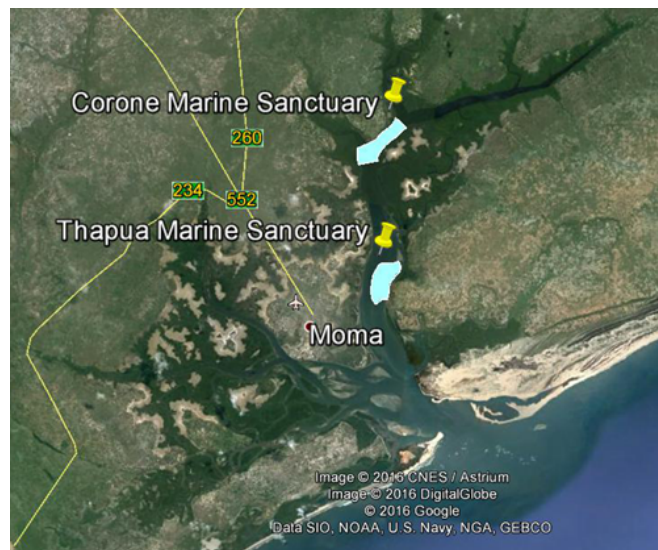 Corone Marine Sanctuary
260
234
552
Thapua Marine Sanctuary
Moma
Image © 2016 CNES / Astrium
Image © 2016 DigitalGlobe
© 2016 Google
Data SIO, NOAA, U.S. Navy, NGA, GEBCO